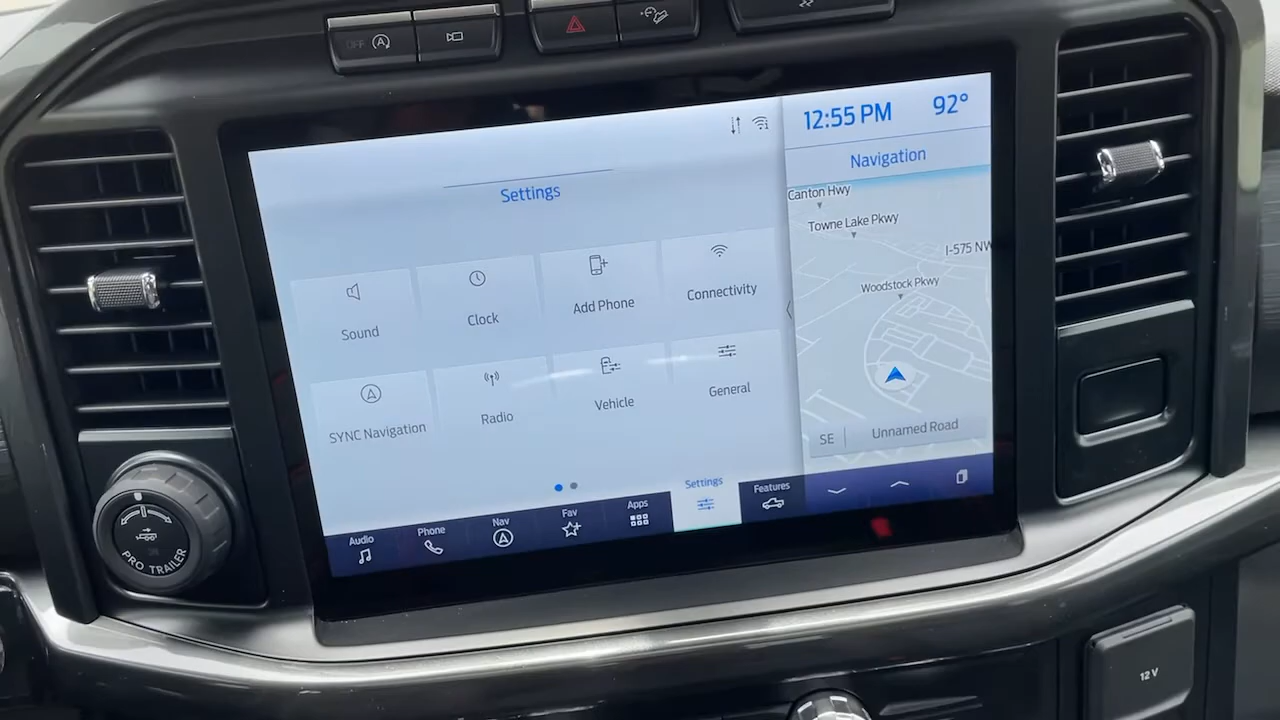 OFF
12:55 PM 92°
Settings
Navigation
Canton Hwy
Towne Lake Pkwy
I-575 NW
Woodstock Pkwy
Sound
Clock
Add Phone
Connectivity
SYNC Navigation
Radio
Vehicle
General
SE Unnamed Road
Audio
Phone
Nav
Fav
Apps
Settings
Features
PRO TRAILER
12 V